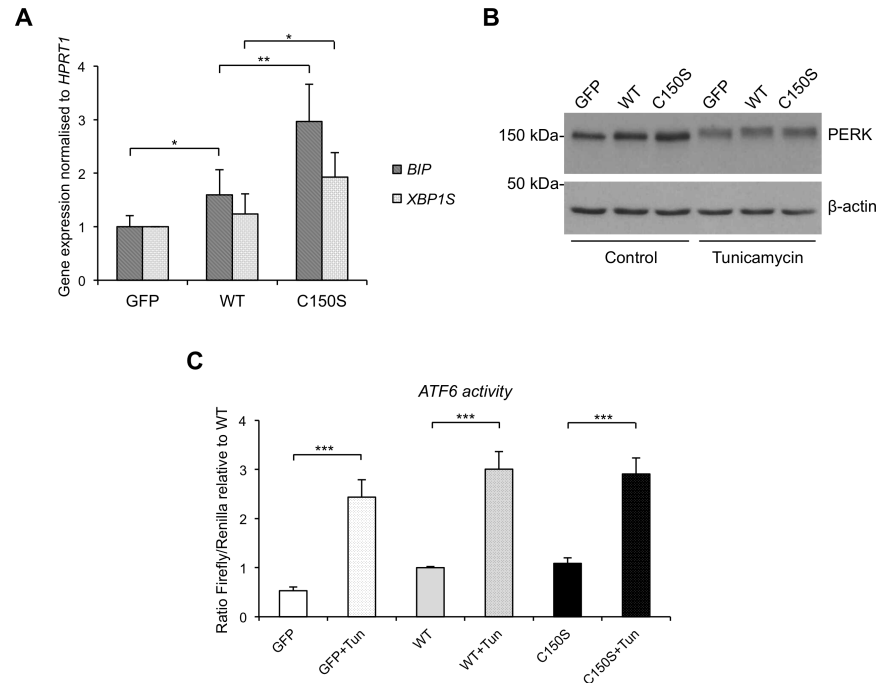 A
Gene expression normalised to HPRT1
4
3
2
1
0
*
**
*
GFP
WT
C150S
BIP
XBP1S
B
GFP
WT
C150S
GFP
WT
C150S
150 kDa-
PERK
50 kDa-
β-actin
Control
Tunicamycin
C
ATF6 activity
Ratio Firefly/Renilla relative to WT
4
3
2
1
0
***
***
***
GFP
GFP+Tun
WT
WT+Tun
C150S
C150S+Tun